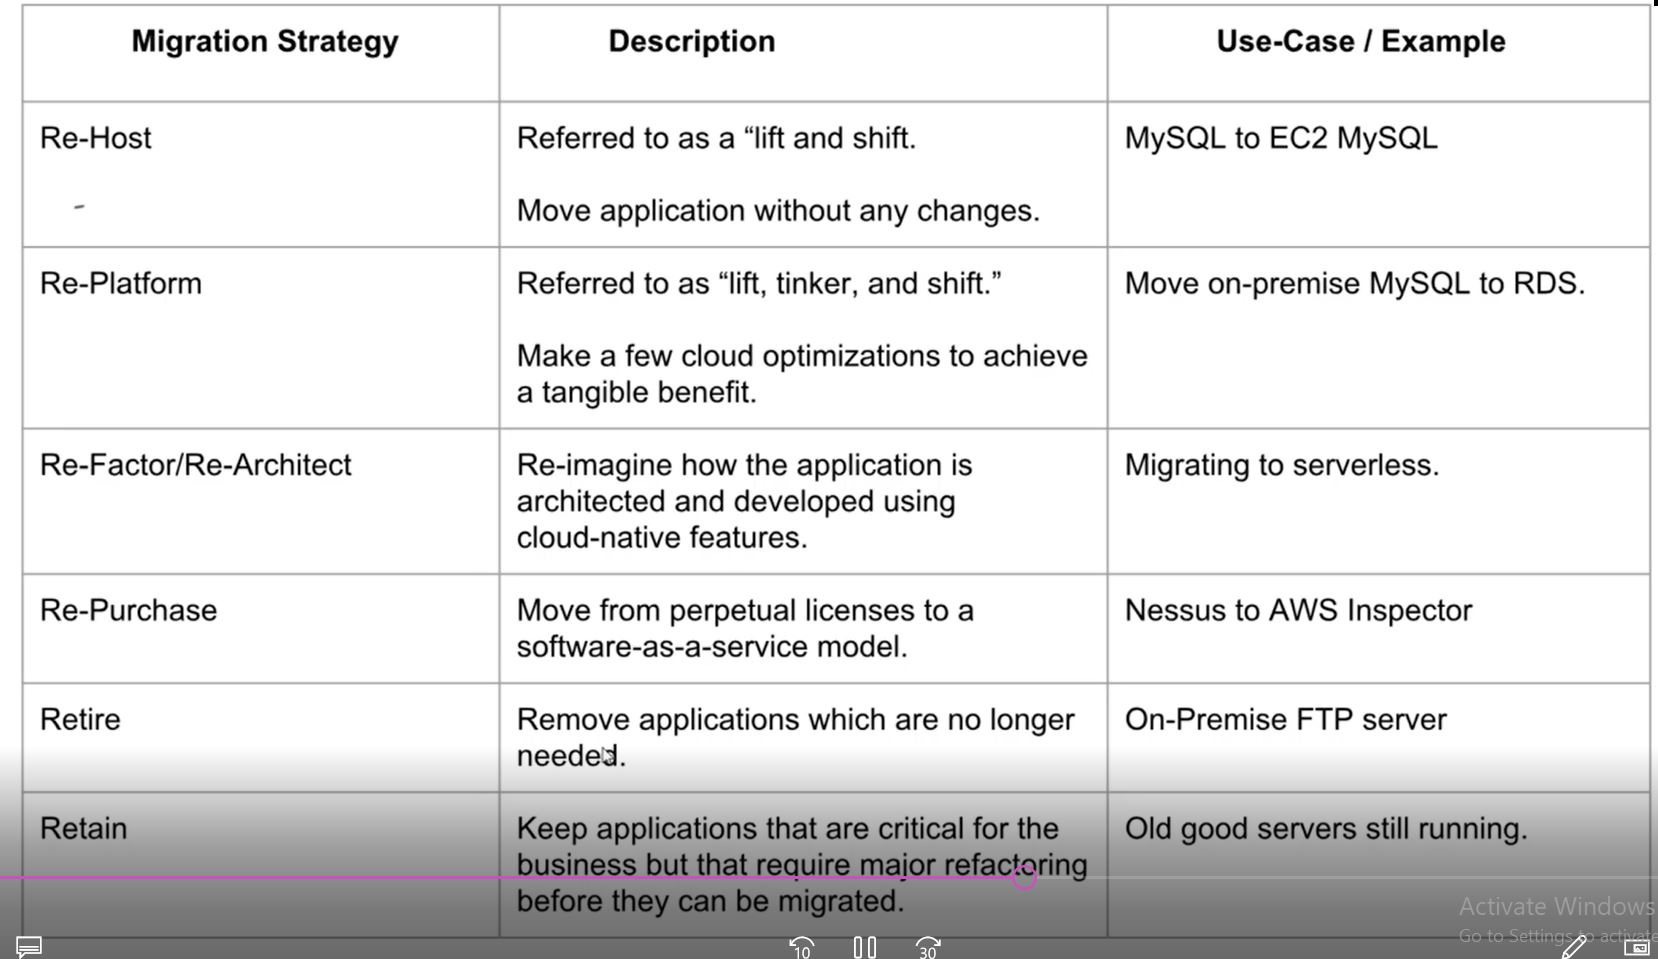 Migration Strategy
Description
Use-Case / Example
Re-Host
Referred to as a “lift and shift.
Move application without any changes.
MySQL to EC2 MySQL
Re-Platform
Referred to as “lift, tinker, and shift.”
Make a few cloud optimizations to achieve
a tangible benefit.
Move on-premise MySQL to RDS.
Re-Factor/Re-Architect
Re-imagine how the application is
architected and developed using
cloud-native features.
Migrating to serverless.
Re-Purchase
Move from perpetual licenses to a
software-as-a-service model.
Nessus to AWS Inspector
Retire
Remove applications which are no longer
needed.
On-Premise FTP server
Retain
Keep applications that are critical for the
business but that require major refactoring
before they can be migrated.
Old good servers still running.
Activate Windows
Go to Settings to activate
10
30